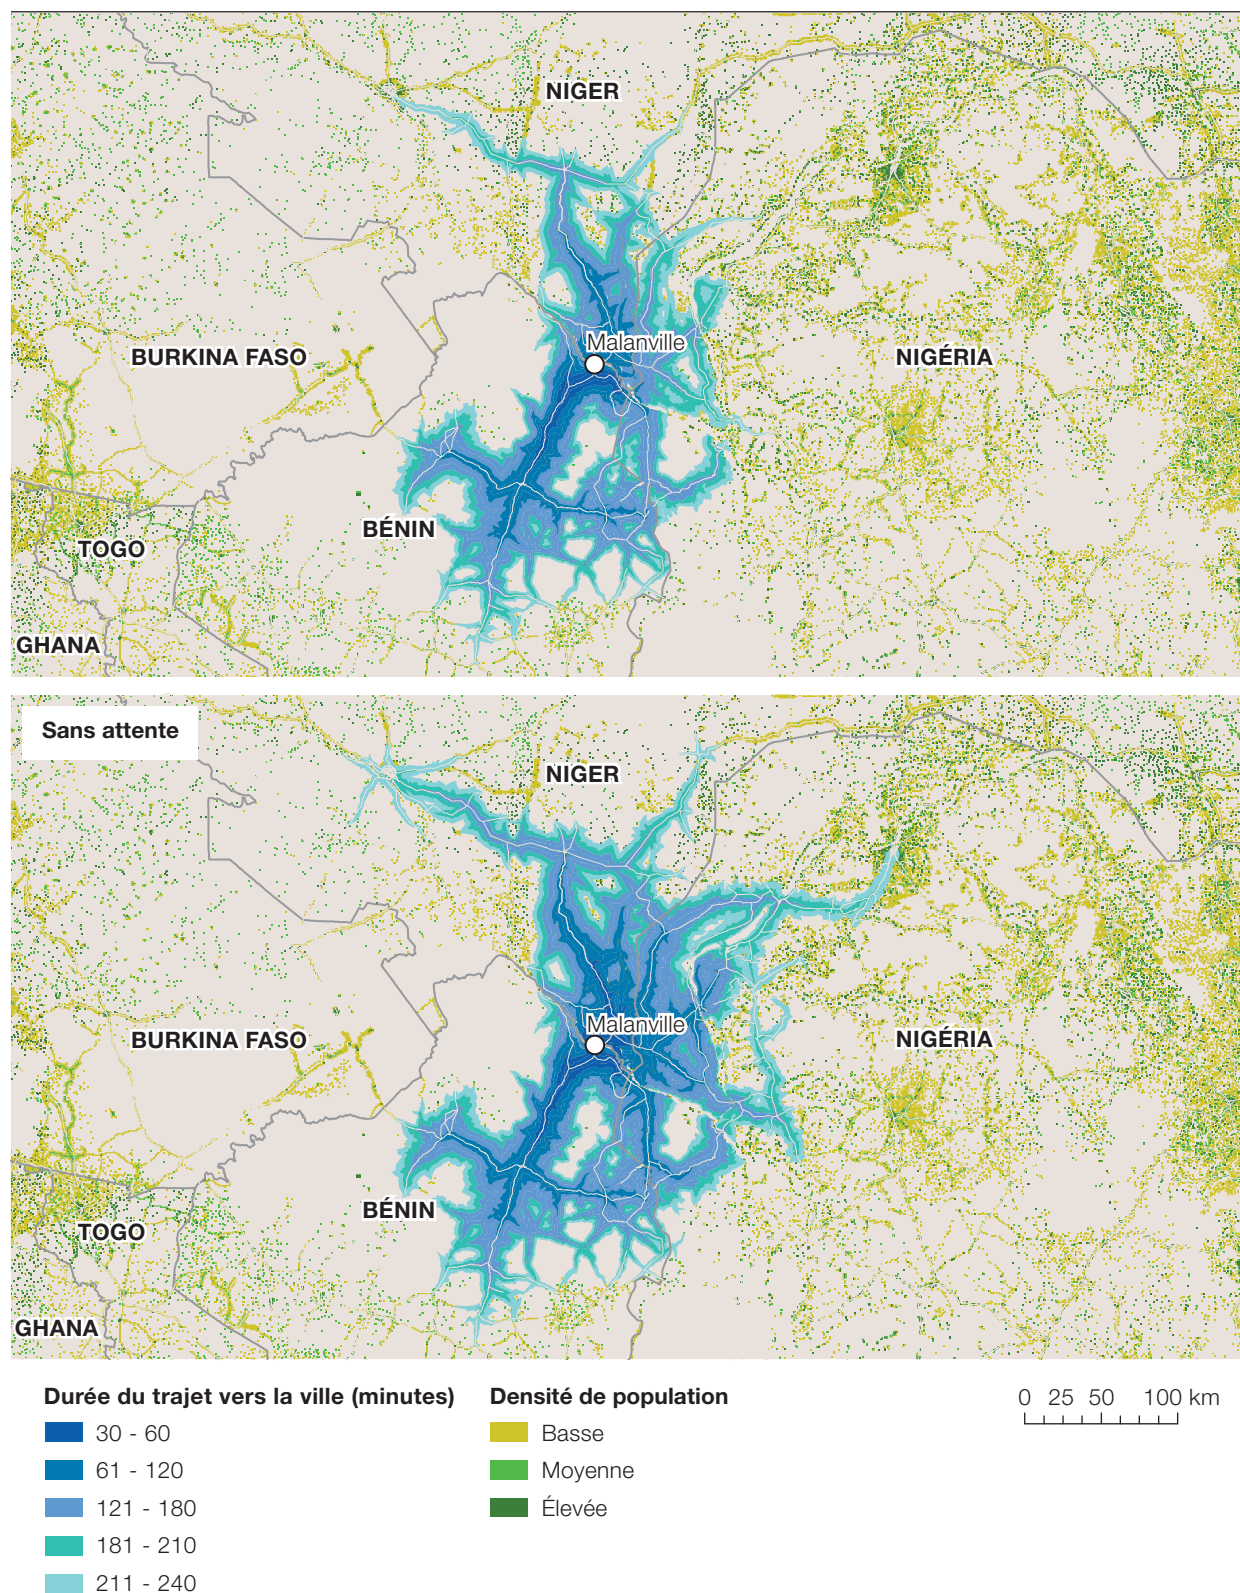 NIGER
Malanville
BURKINA FASO
NIGÉRIA
BÉNIN
TOGO
GHANA
Sans attente
NIGER
Malanville
BURKINA FASO
NIGÉRIA
BÉNIN
TOGO
GHANA
Durée du trajet vers la ville (minutes)
30 - 60
61 - 120
121 - 180
181 - 210
211 - 240
Densité de population
Basse
Moyenne
Élevée
0 25 50 100 km